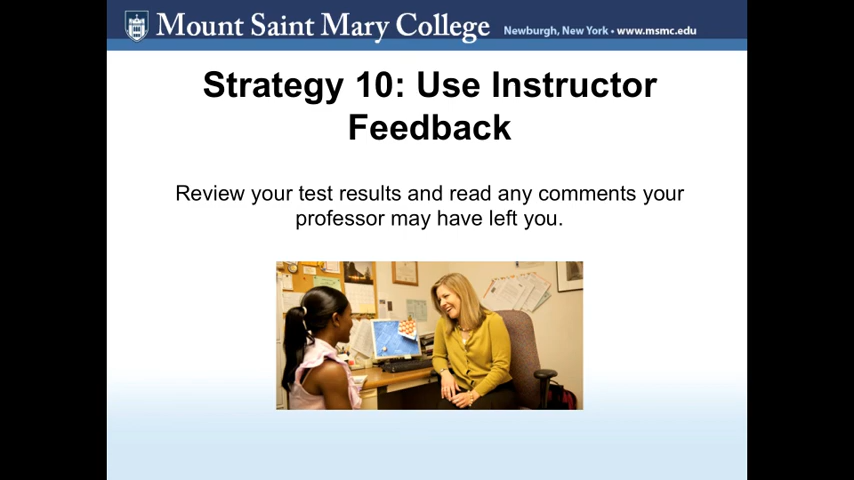 Mount Saint Mary College Newburgh, New York • www.msmc.edu
Strategy 10: Use Instructor
Feedback
Review your test results and read any comments your
professor may have left you.